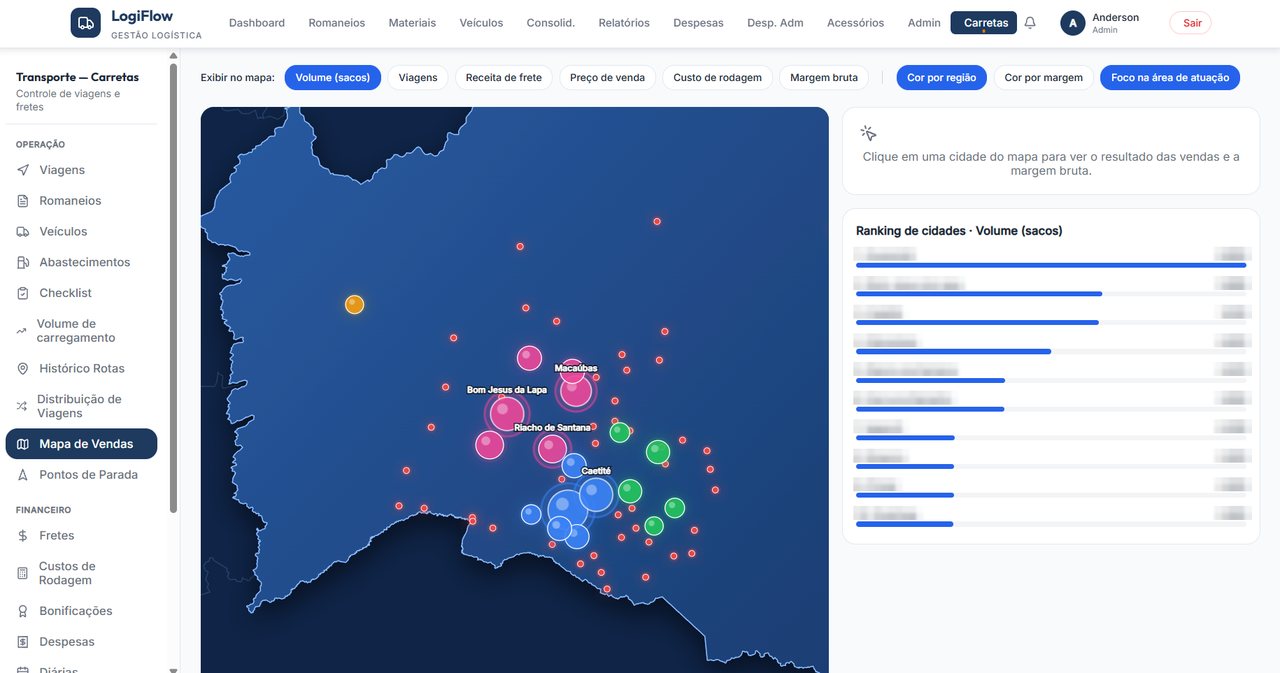 LogiFlow
GESTÃO LOGÍSTICA
Dashboard
Romaneios
Materiais
Veículos
Consolid.
Relatórios
Despesas
Desp. Adm
Acessórios
Admin
Carretas
A
Anderson
Admin
Sair
Transporte — Carretas
Controle de viagens e
fretes
OPERAÇÃO
Viagens
Romaneios
Veículos
Abastecimentos
Checklist
Volume de
carregamento
Histórico Rotas
Distribuição de
Viagens
Mapa de Vendas
Pontos de Parada
FINANCEIRO
Fretes
Custos de
Rodagem
Bonificações
Despesas
Diárias
Exibir no mapa:
Volume (sacos)
Viagens
Receita de frete
Preço de venda
Custo de rodagem
Margem bruta
Cor por região
Cor por margem
Foco na área de atuação
Macaúbas
Bom Jesus da Lapa
Riacho de Santana
Caetité
Clique em uma cidade do mapa para ver o resultado das vendas e a
margem bruta.
Ranking de cidades · Volume (sacos)